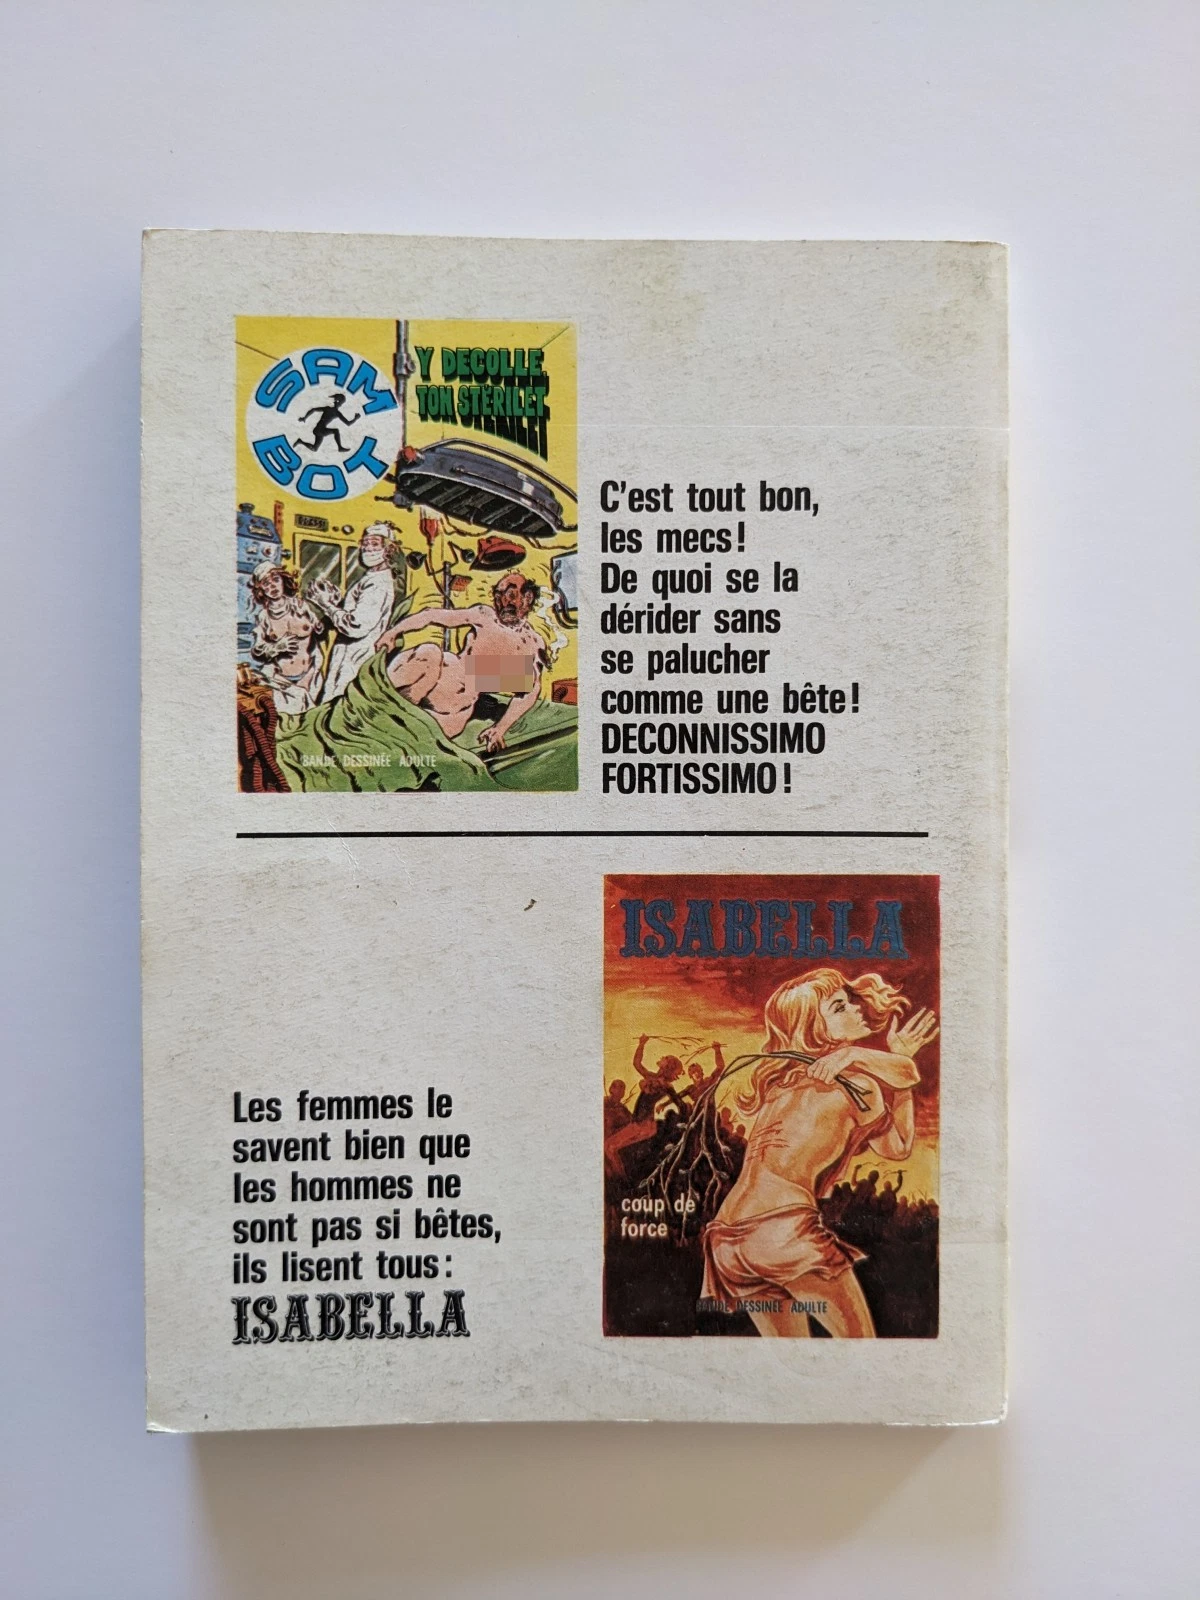 SAM
BOT
Y DECOLLE,
TON STÉRILET
BANDE DESSINÉE ADULTE
C'est tout bon,
les mecs!
De quoi se la
dérider sans
se palucher
comme une bête!
DECONNISSIMO
FORTISSIMO!
ISABELLA
coup de
force
BANDE DESSINÉE ADULTE
Les femmes le
savent bien que
les hommes ne
sont pas si bêtes,
ils lisent tous:
ISABELLA